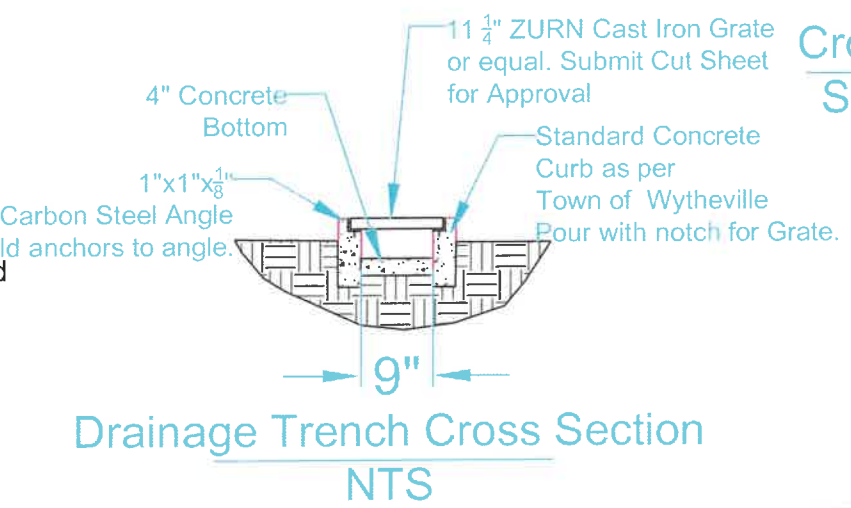 11 1/4" ZURN Cast Iron Grate
or equal. Submit Cut Sheet
for Approval
4" Concrete
Bottom
Standard Concrete
Curb as per
Town of Wytheville
Pour with notch for Grate.
1"x1"x1/8"
Carbon Steel Angle
ld anchors to angle.
d
9"
Drainage Trench Cross Section
NTS
Cro
S